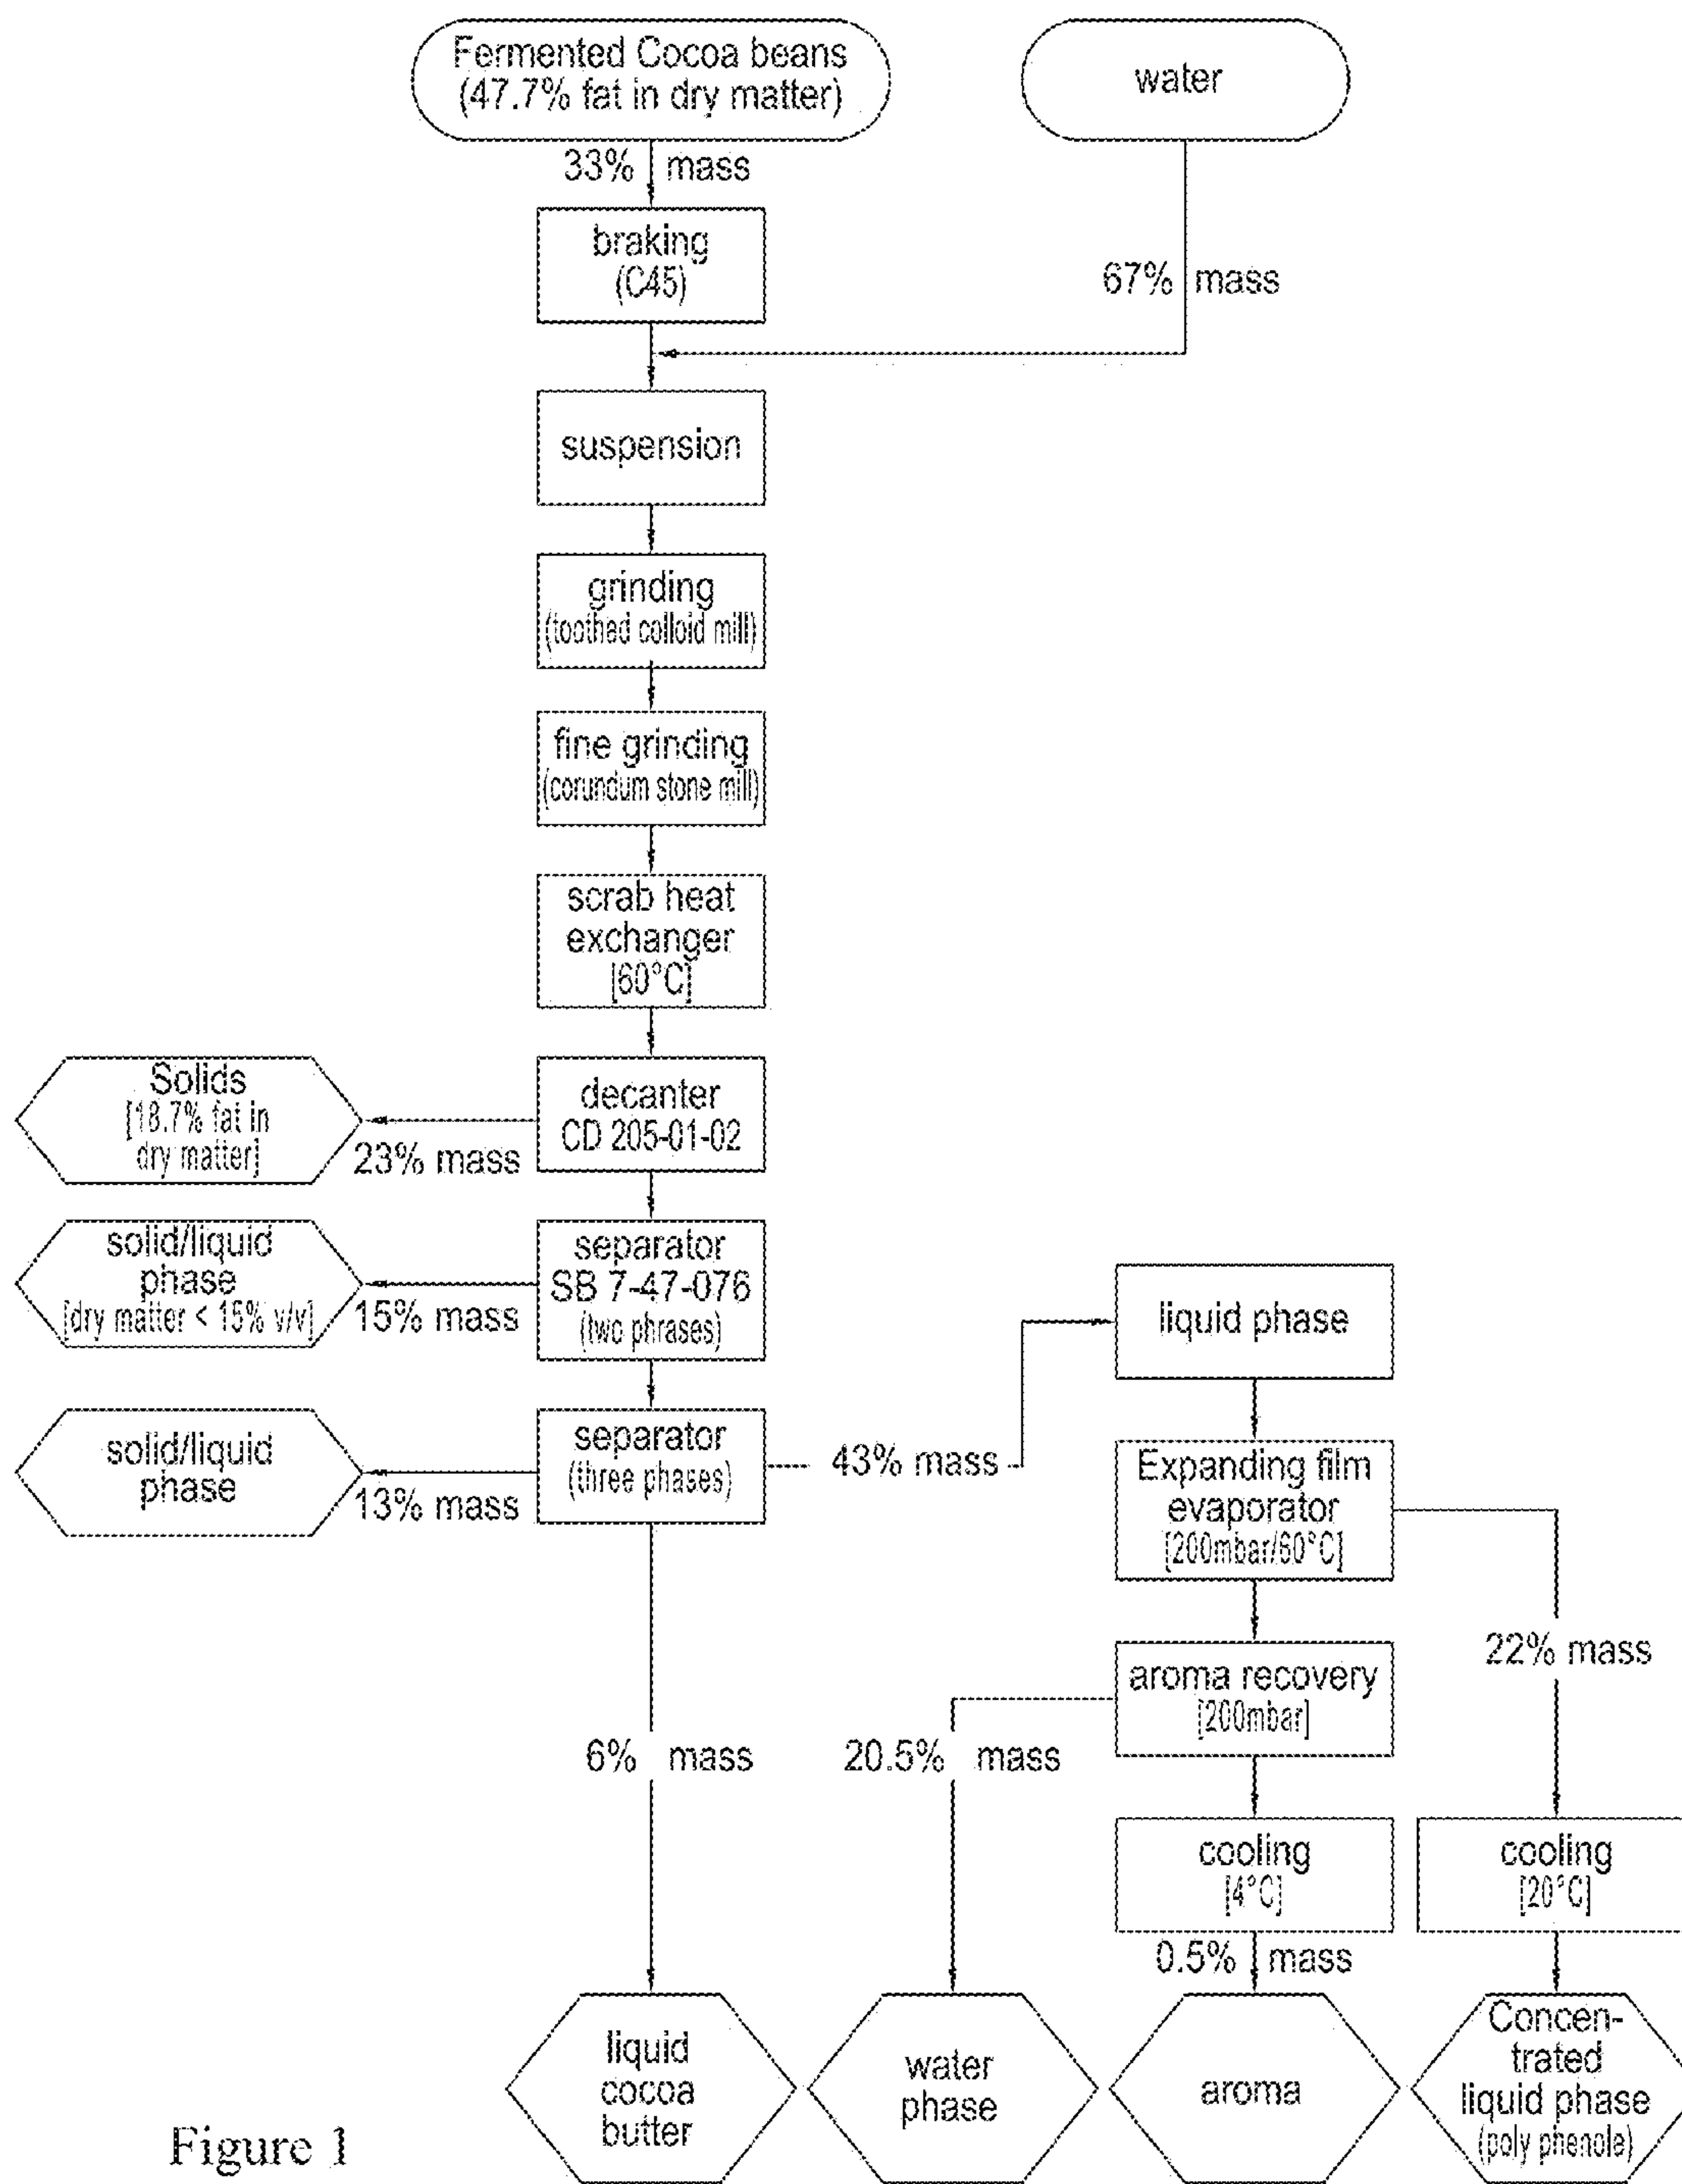 Fermented Cocoa beans
(47.7% fat in dry matter)
water
33% mass
braking
(C45)
67% mass
suspension
grinding
(toothed colloid mill)
fine grinding
(corundum stone mill)
scrab heat
exchanger
[60°C]
Solids
[18.7% fat in
dry matter]
23% mass
decanter
CD 205-01-02
solid/liquid
phase
[dry matter < 15% v/v]
15% mass
separator
SB 7-47-076
(two phrases)
liquid phase
solid/liquid
phase
13% mass
separator
(three phases)
43% mass
Expanding film
evaporator
[200mbar/60°C]
22% mass
aroma recovery
[200mbar]
6% mass
20.5% mass
cooling
[4°C]
cooling
[20°C]
0.5% mass
liquid
cocoa
butter
water
phase
aroma
Concen-
trated
liquid phase
(poly phenole)
Figure 1